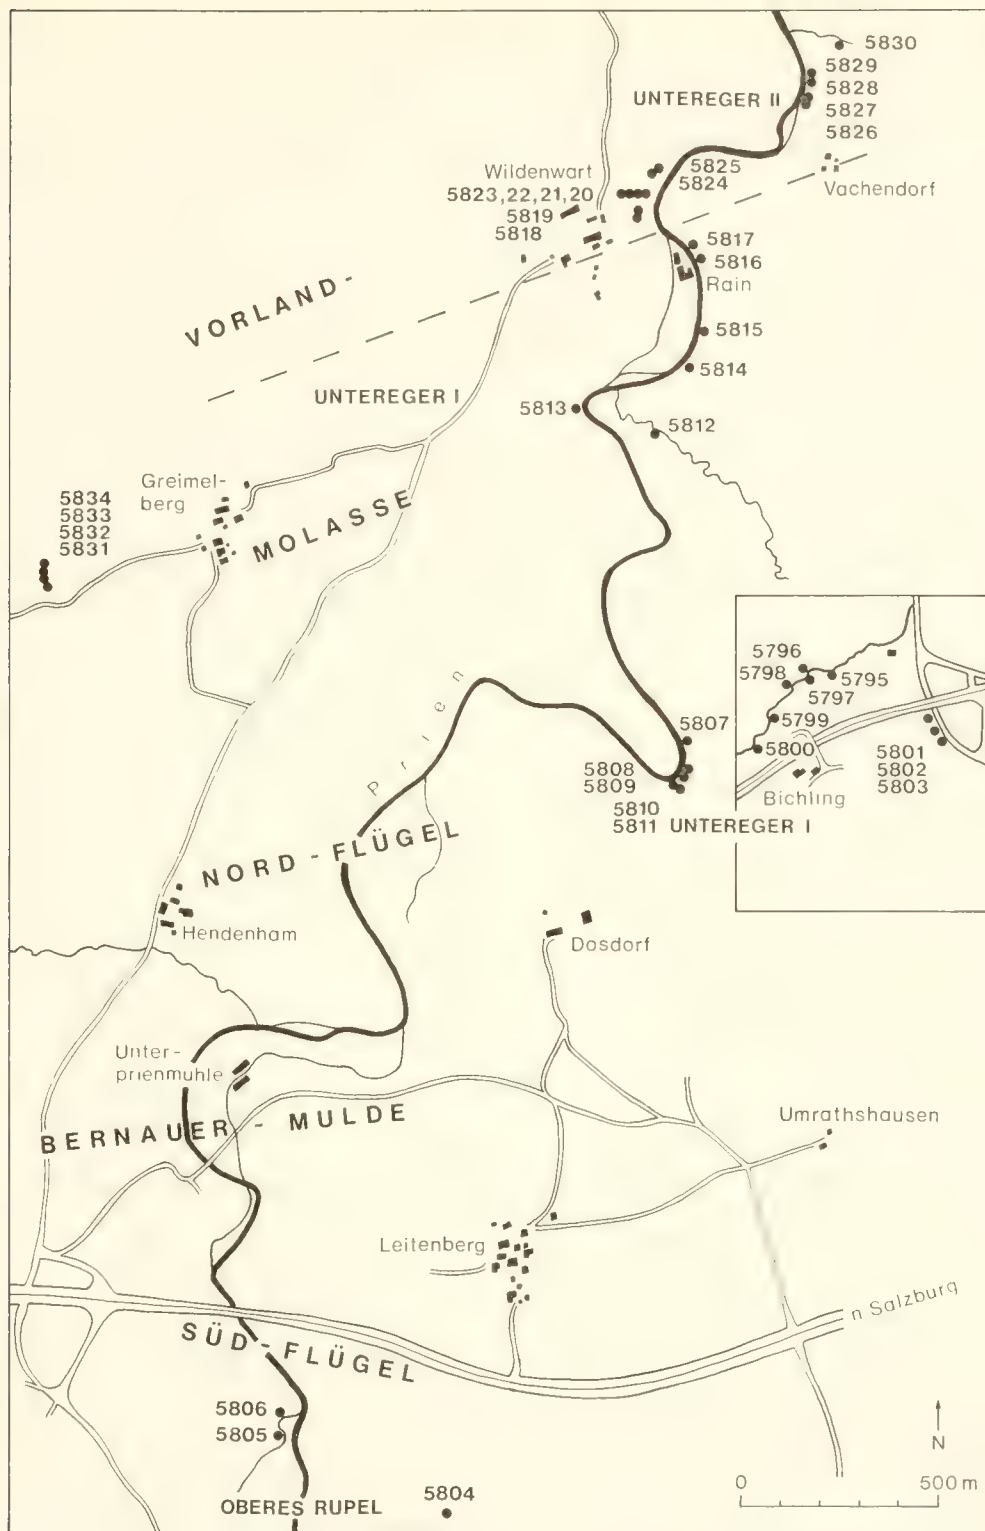 5830
5829
5828
UNTEREGER II
5827
5826
Wildenwart
5825
5824
Vachendorf
5823,22,21,20
5819
5818
5817
5816
Rain
VORLAND-
5815
5814
UNTEREGER I
5813
5812
Greimel-
berg
5834
5833
5832
5831
MOLASSE
5796
5798
5795
5797
5799
5800
5801
5802
5803
Bichling
Prien
5807
5808
5809
5810
5811 UNTEREGER I
NORD-FLÜGEL
Hendenham
Dosdorf
Unter-
prienmuhle
BERNAUER-MULDE
Umrathshausen
Leitenberg
n Salzburg
SÜD-FLÜGEL
5806
5805
N
0 500 m
OBERES RUPEL
5804